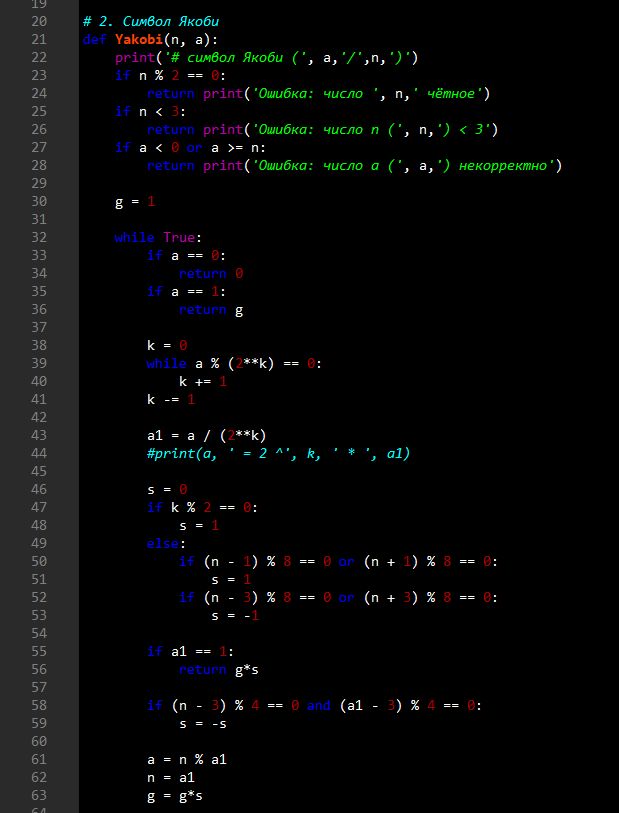 19
20 # 2. Символ Якоби
21 def Yakobi(n, a):
22     print('# символ Якоби (', a,'/',n,')')
23     if n % 2 == 0:
24         return print('Ошибка: число ', n,' чётное')
25     if n < 3:
26         return print('Ошибка: число n (', n,') < 3')
27     if a < 0 or a >= n:
28         return print('Ошибка: число a (', a,') некорректно')
29
30     g = 1
31
32     while True:
33         if a == 0:
34             return 0
35         if a == 1:
36             return g
37
38         k = 0
39         while a % (2**k) == 0:
40             k += 1
41         k -= 1
42
43         a1 = a / (2**k)
44         #print(a, ' = 2 ^', k, ' * ', a1)
45
46         s = 0
47         if k % 2 == 0:
48             s = 1
49         else:
50             if (n - 1) % 8 == 0 or (n + 1) % 8 == 0:
51                 s = 1
52             if (n - 3) % 8 == 0 or (n + 3) % 8 == 0:
53                 s = -1
54
55         if a1 == 1:
56             return g*s
57
58         if (n - 3) % 4 == 0 and (a1 - 3) % 4 == 0:
59             s = -s
60
61         a = n % a1
62         n = a1
63         g = g*s
64